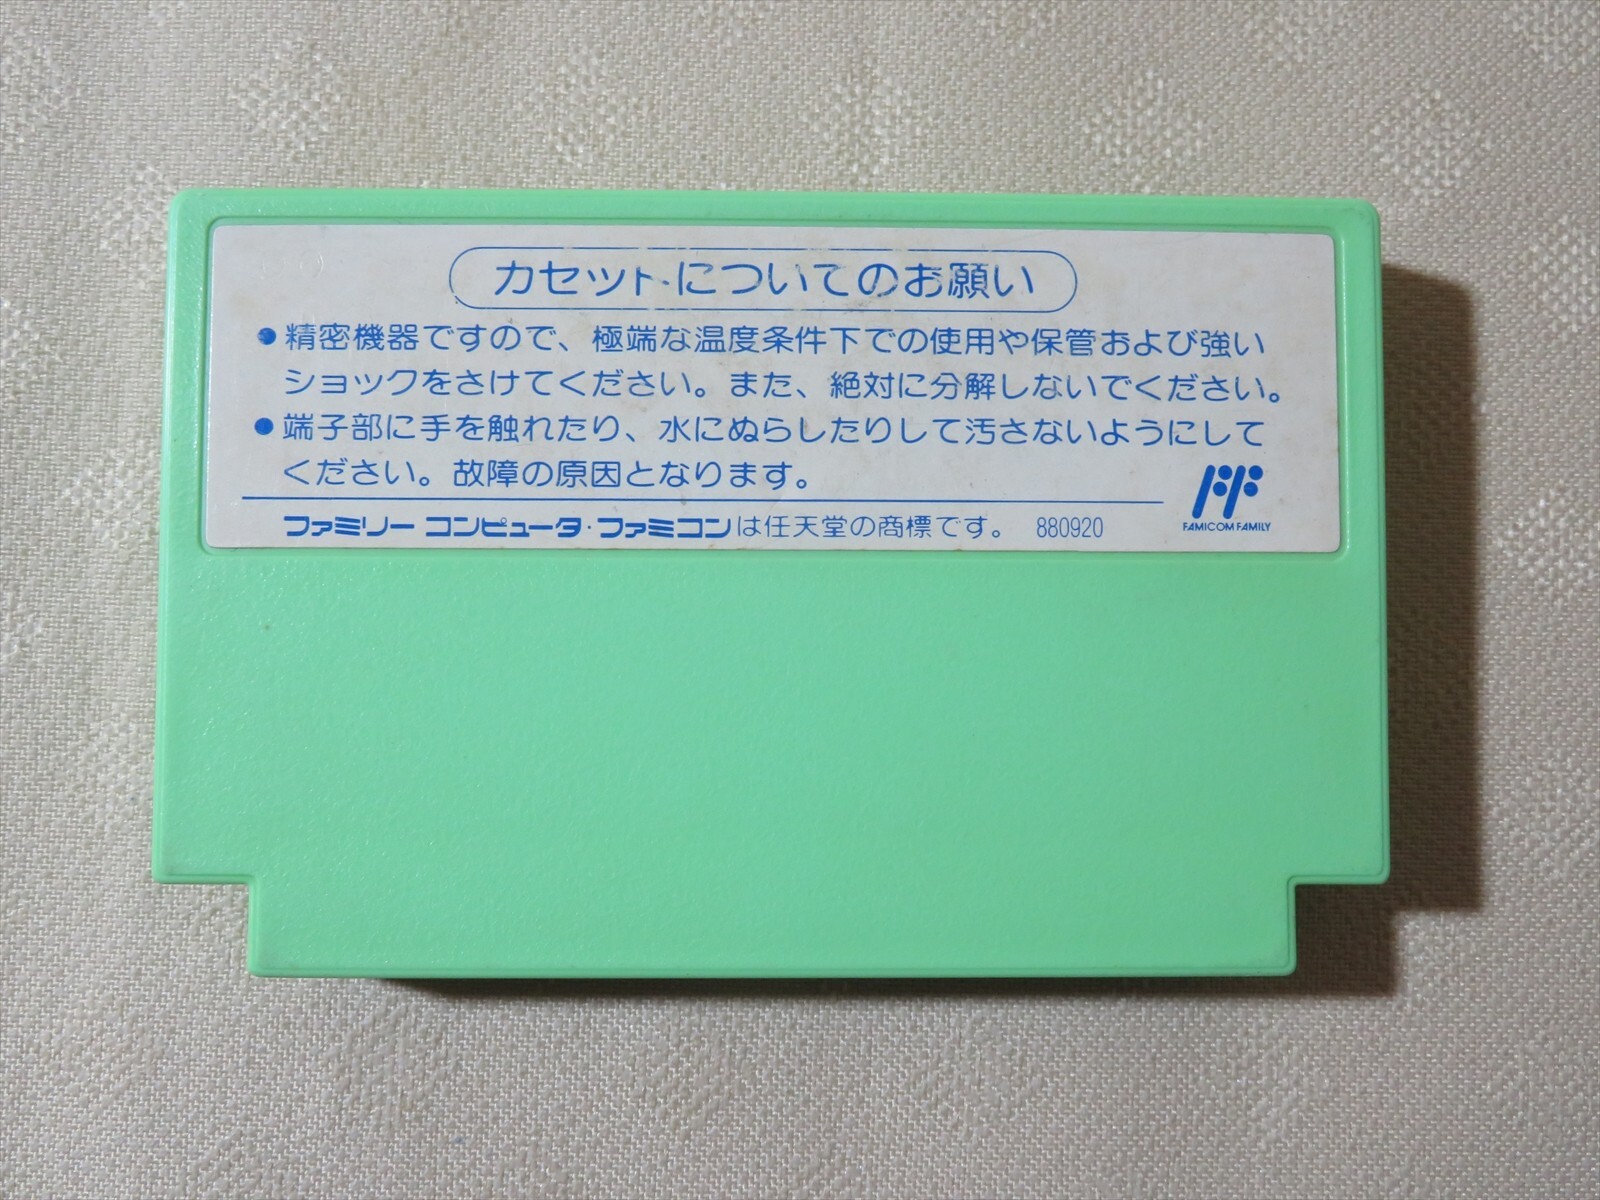 カセットについてのお願い
●精密機器ですので、極端な温度条件下での使用や保管および強い
ショックをさけてください。また、絶対に分解しないでください。
●端子部に手を触れたり、水にぬらしたりして汚さないようにして
ください。故障の原因となります。
ファミリー コンピュータ・ファミコンは任天堂の商標です。 880920
FAMICOM FAMILY